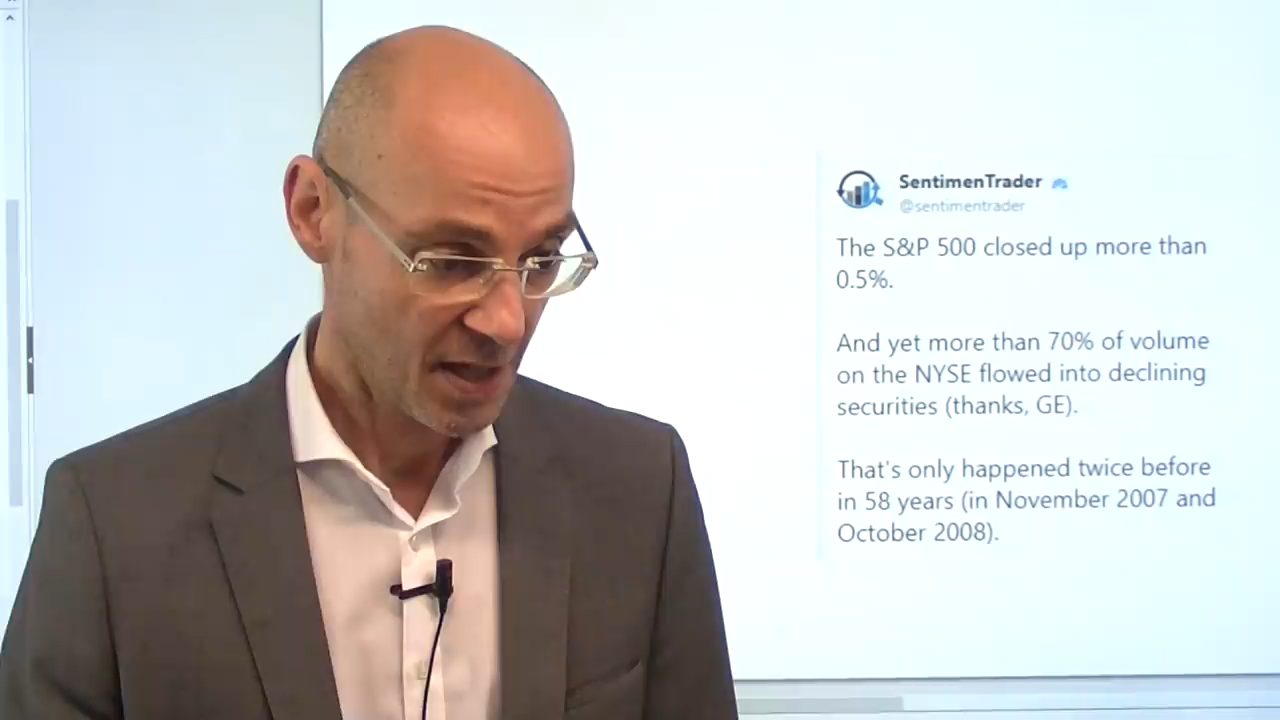 SentimenTrader
@sentimentrader
The S&P 500 closed up more than
0.5%.
And yet more than 70% of volume
on the NYSE flowed into declining
securities (thanks, GE).
That's only happened twice before
in 58 years (in November 2007 and
October 2008).